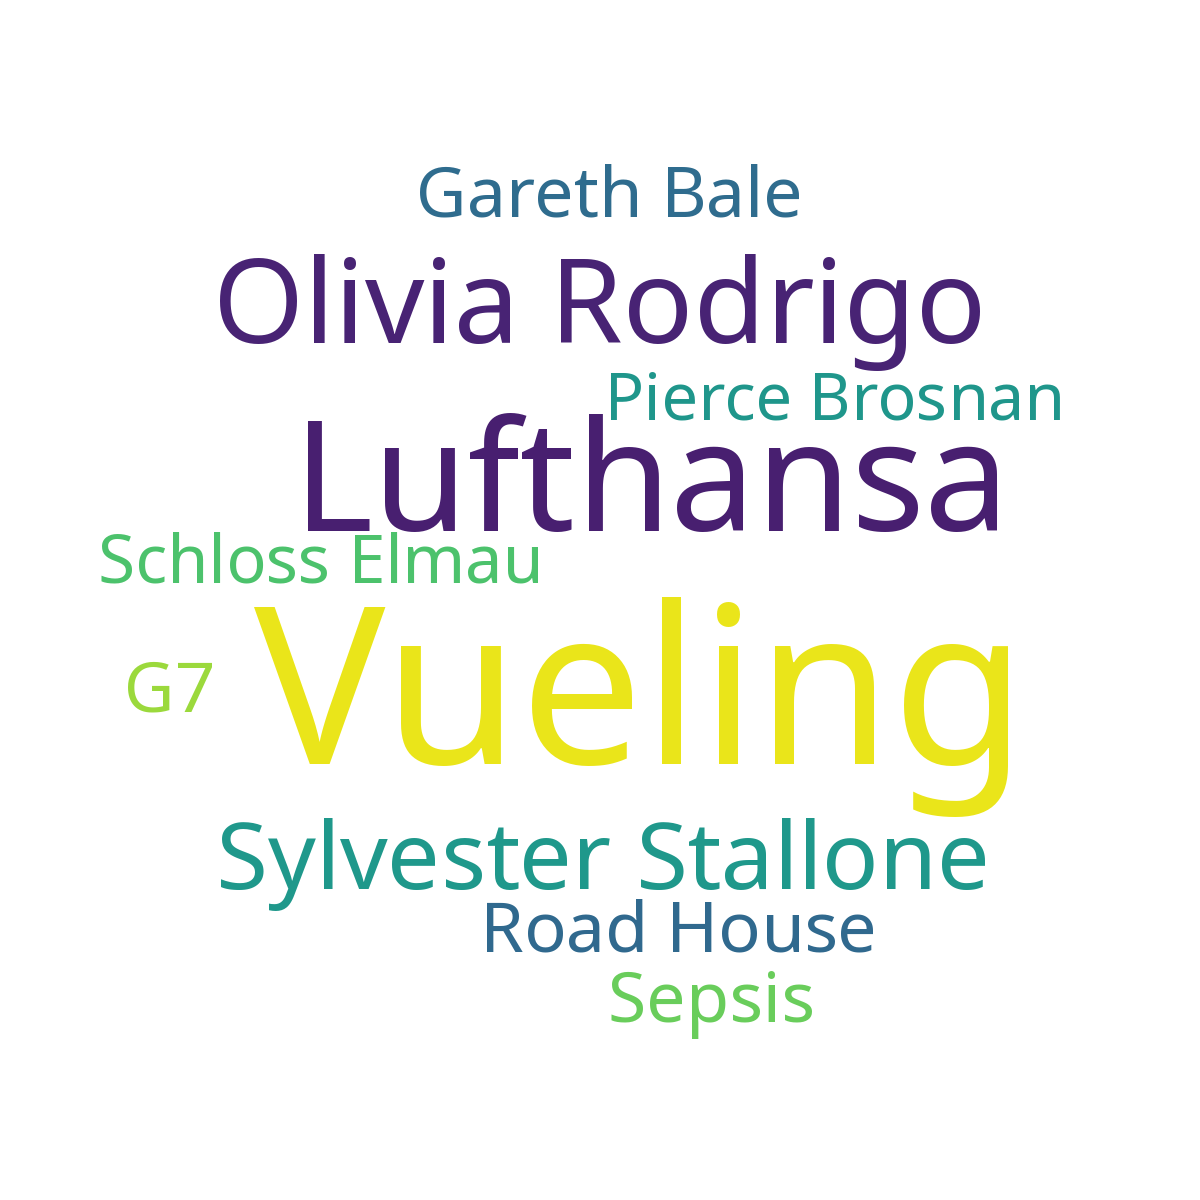 Gareth Bale
Olivia Rodrigo
Pierce Brosnan
Lufthansa
Schloss Elmau
Vueling
G7
Sylvester Stallone
Road House
Sepsis